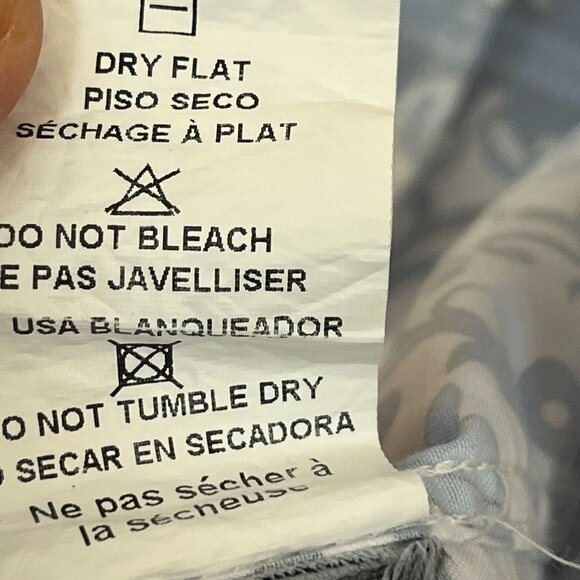 DRY FLAT
PISO SECO
SÉCHAGE À PLAT
DO NOT BLEACH
E PAS JAVELLISER
USA BLANQUEADOR
O NOT TUMBLE DRY
SECAR EN SECADORA
Ne pas sécher à
la sécheuse